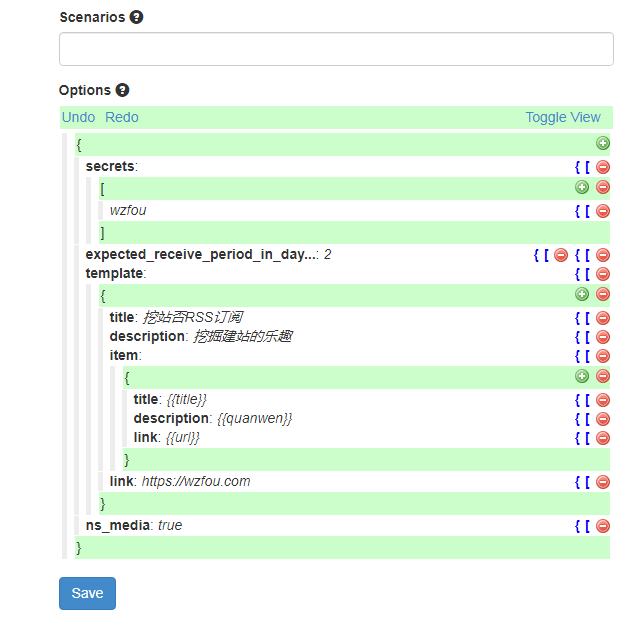 Scenarios ?
Options ?
Undo Redo Toggle View
{
secrets: { [
[
wzfou { [
]
expected_receive_period_in_day...: 2 { [ { [
template: { [
{
title: 挖站否RSS订阅 { [
description: 挖掘建站的乐趣 { [
item: { [
{
title: {{title}} { [
description: {{quanwen}} { [
link: {{url}} { [
}
link: https://wzfou.com { [
}
ns_media: true { [
}
Save